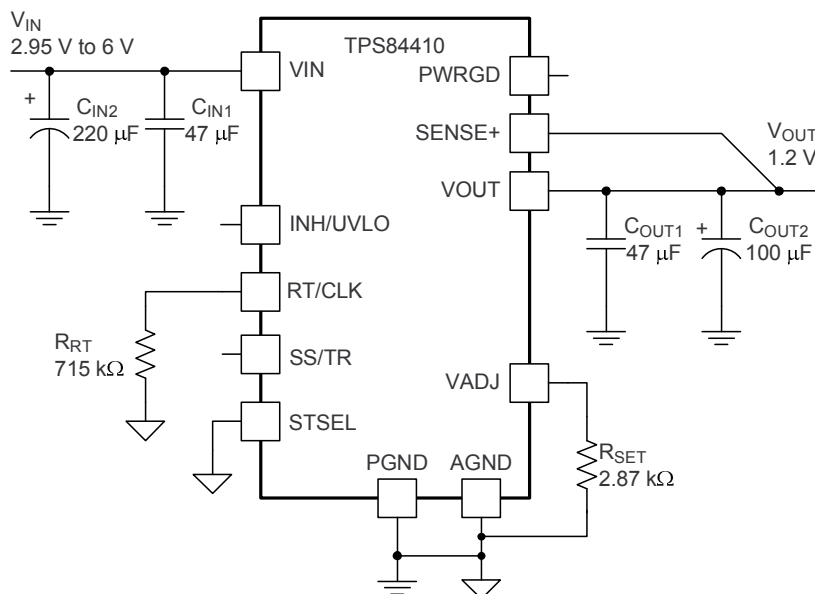 VIN
2.95 V to 6 V
TPS84410
VIN
PWRGD
+
CIN2
220 μF
CIN1
47 μF
SENSE+
VOUT
1.2 V
VOUT
INH/UVLO
COUT1
47 μF
+
COUT2
100 μF
RT/CLK
RRT
715 kΩ
SS/TR
VADJ
STSEL
PGND
AGND
RSET
2.87 kΩ